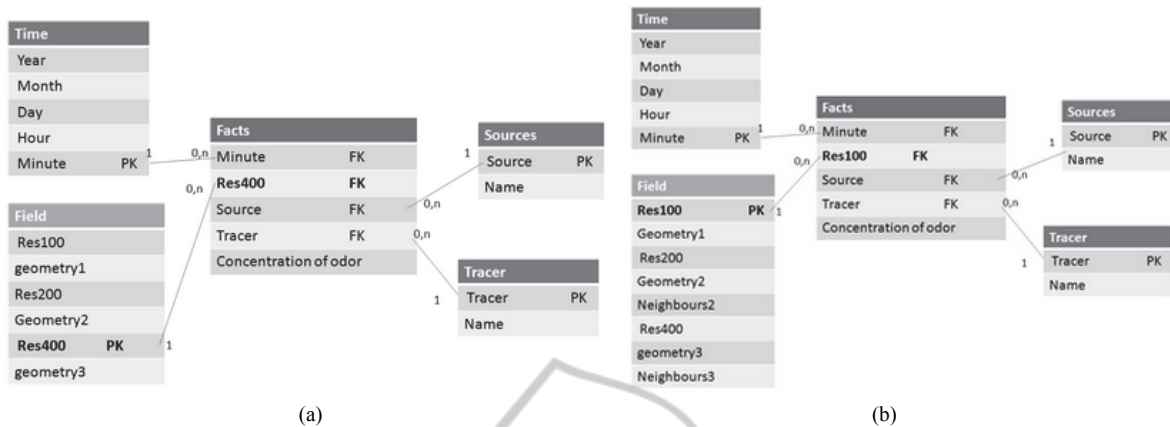 Time
Year
Month
Day
Hour
Minute PK
1
0,n
Facts
Minute FK
Res400 FK
Source FK
Tracer FK
Concentration of odor
0,n
Field
Res100
geometry1
Res200
Geometry2
Res400 PK
1
geometry3
Sources
1
Source PK
Name
0,n
0,n
Tracer
1
Tracer PK
Name
(a)
Time
Year
Month
Day
Hour
Minute PK
1
0,n
Facts
Minute FK
Res100 FK
Source FK
Tracer FK
Concentration of odor
0,n
Field
Res100 PK
1
Geometry1
Res200
Geometry2
Neighbours2
Res400
geometry3
Neighbours3
Sources
1
Source PK
Name
0,n
0,n
Tracer
1
Tracer PK
Name
(b)